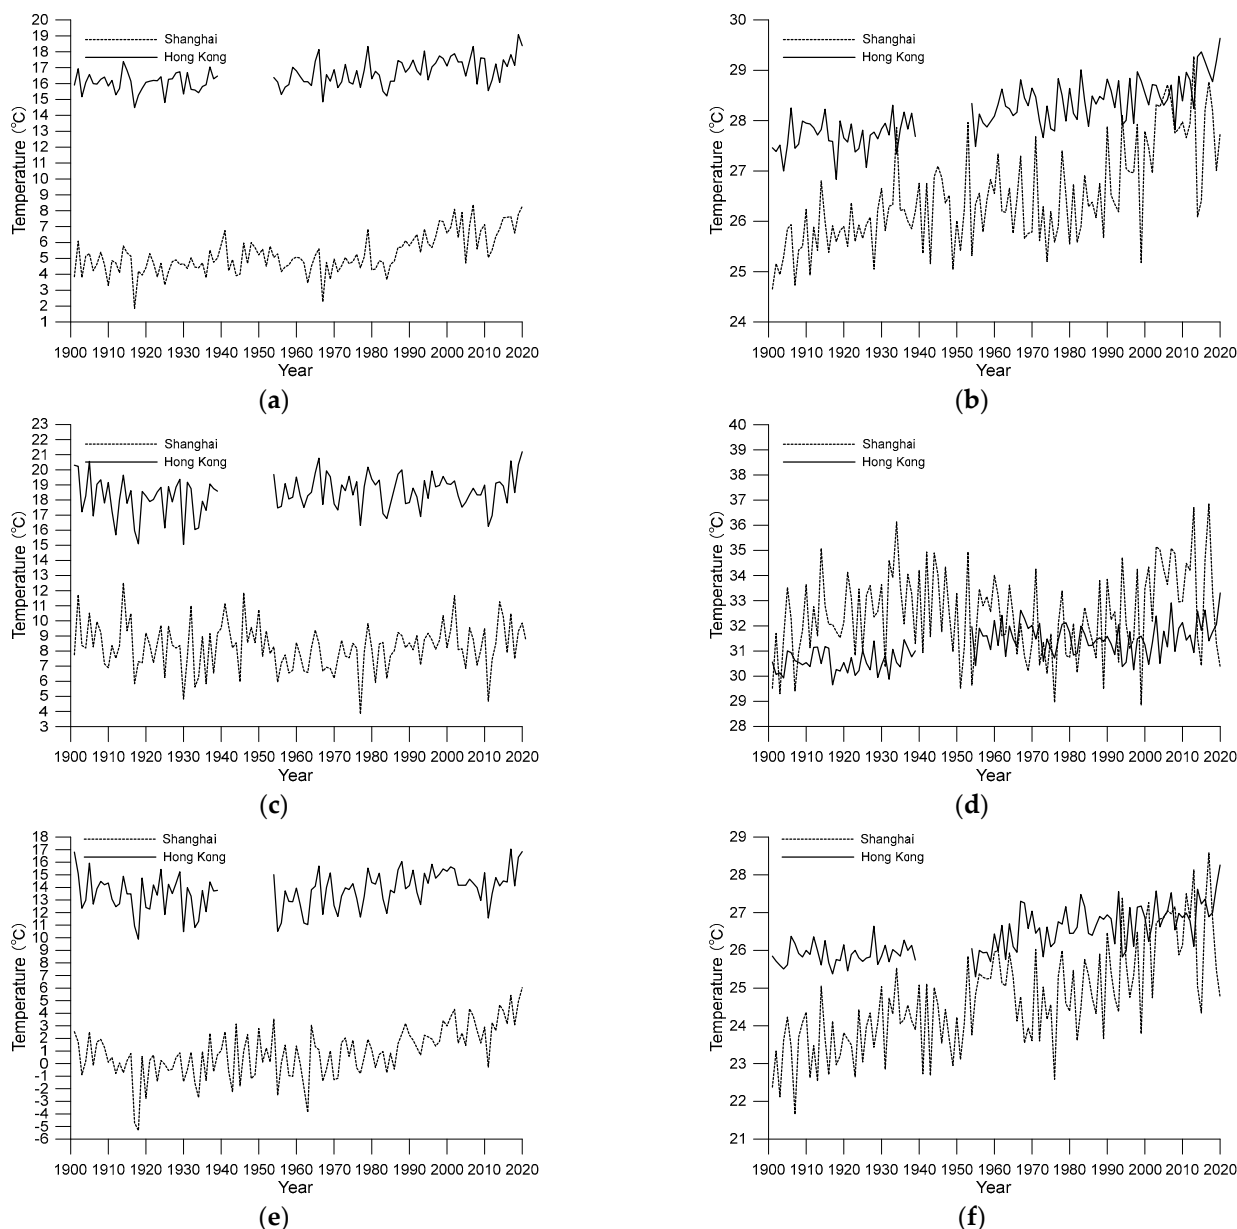 20
19
18
17
16
15
14
13
12
11
10
9
8
7
6
5
4
3
2
1
Temperature (°C)
Shanghai
Hong Kong
1900 1910 1920 1930 1940 1950 1960 1970 1980 1990 2000 2010 2020
Year
(a)
30
29
28
27
26
25
24
Temperature (°C)
Shanghai
Hong Kong
1900 1910 1920 1930 1940 1950 1960 1970 1980 1990 2000 2010 2020
Year
(b)
23
22
21
20
19
18
17
16
15
14
13
12
11
10
9
8
7
6
5
4
3
Temperature (°C)
Shanghai
Hong Kong
1900 1910 1920 1930 1940 1950 1960 1970 1980 1990 2000 2010 2020
Year
(c)
40
39
38
37
36
35
34
33
32
31
30
29
28
Temperature (°C)
Shanghai
Hong Kong
1900 1910 1920 1930 1940 1950 1960 1970 1980 1990 2000 2010 2020
Year
(d)
18
17
16
15
14
13
12
11
10
9
8
7
6
5
4
3
2
1
0
-1
-2
-3
-4
-5
-6
Temperature (°C)
Shanghai
Hong Kong
1900 1910 1920 1930 1940 1950 1960 1970 1980 1990 2000 2010 2020
Year
(e)
29
28
27
26
25
24
23
22
21
Temperature (°C)
Shanghai
Hong Kong
1900 1910 1920 1930 1940 1950 1960 1970 1980 1990 2000 2010 2020
Year
(f)